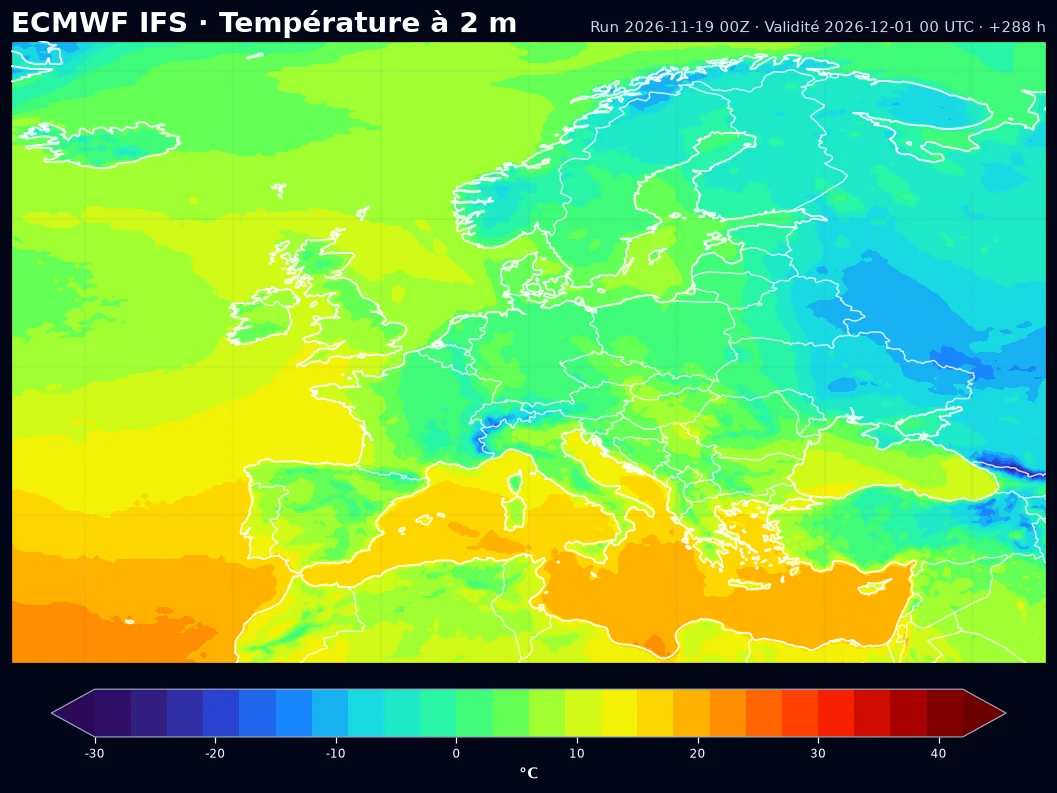 ECMWF IFS · Température à 2 m
Run 2026-11-19 00Z · Validité 2026-12-01 00 UTC · +288 h
-30 -20 -10 0 10 20 30 40
°C